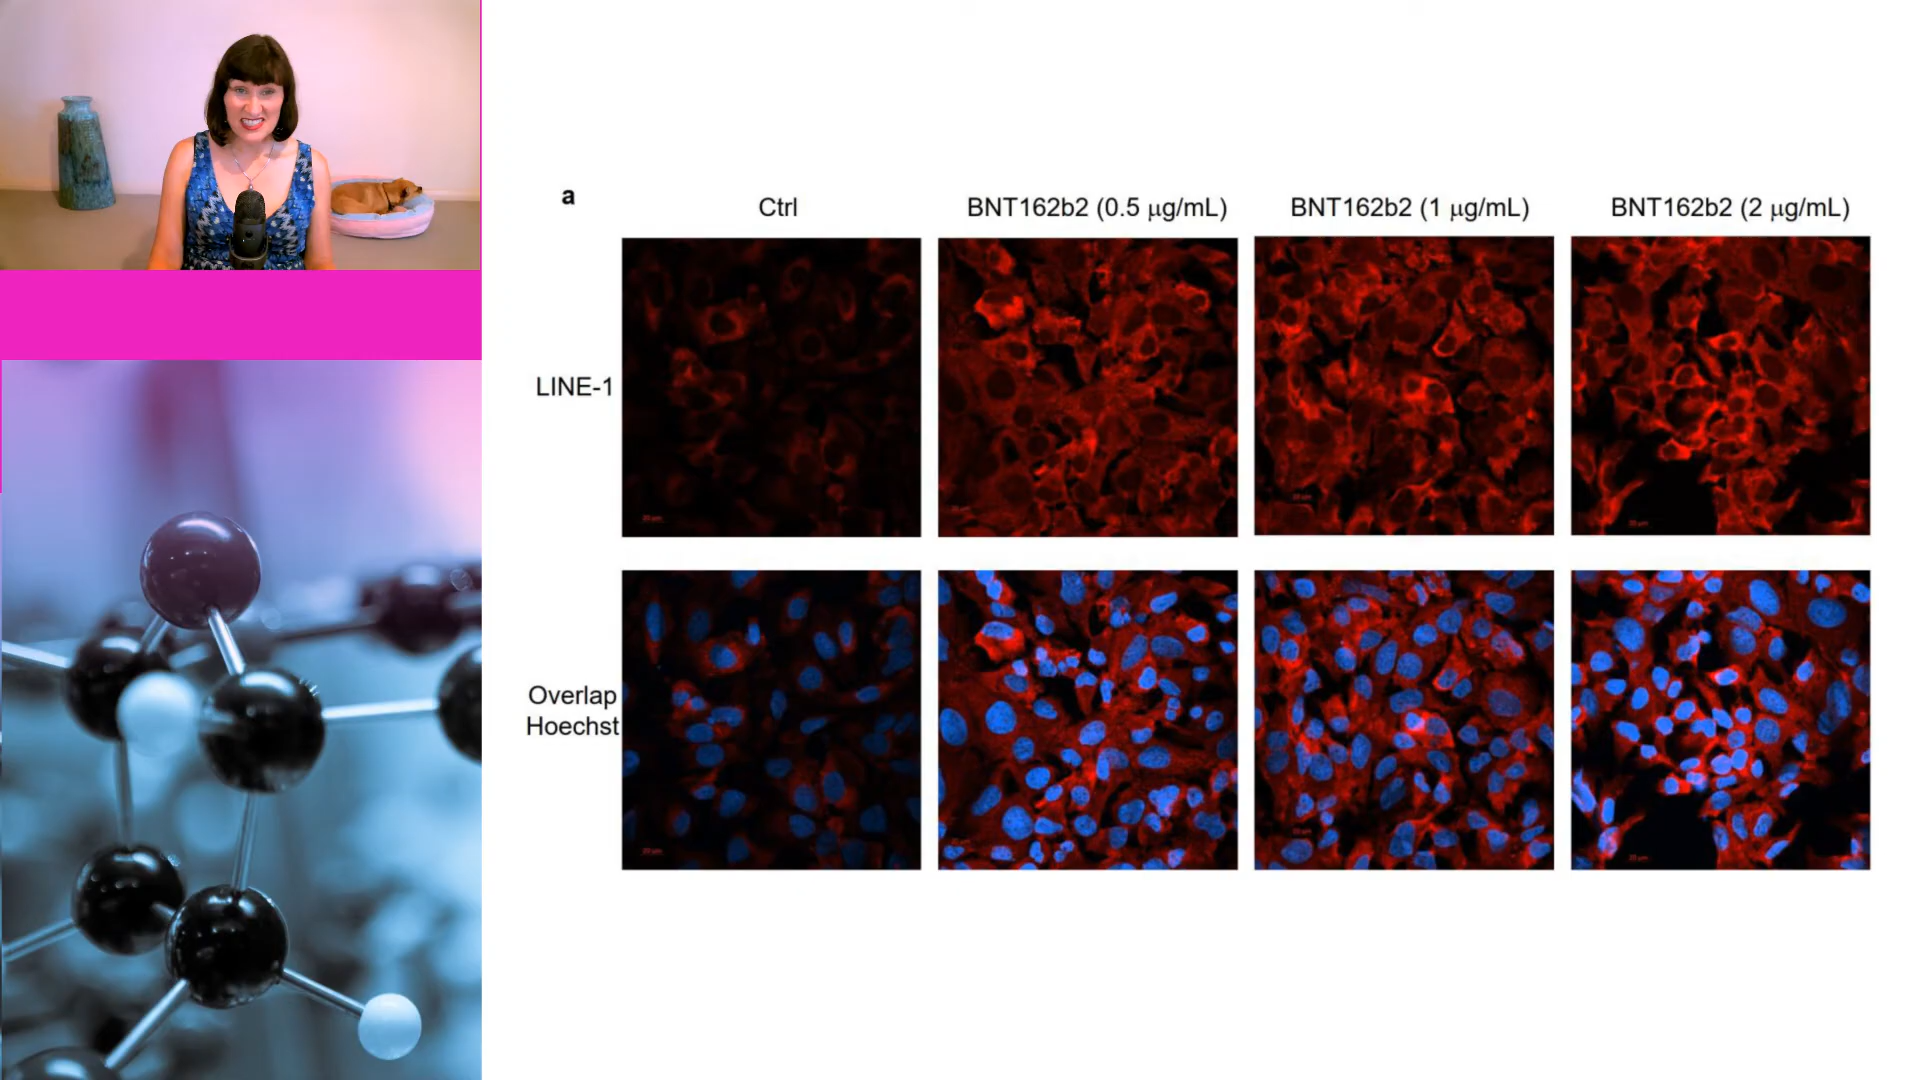 a
Ctrl
BNT162b2 (0.5 µg/mL)
BNT162b2 (1 µg/mL)
BNT162b2 (2 µg/mL)
LINE-1
Overlap
Hoechst